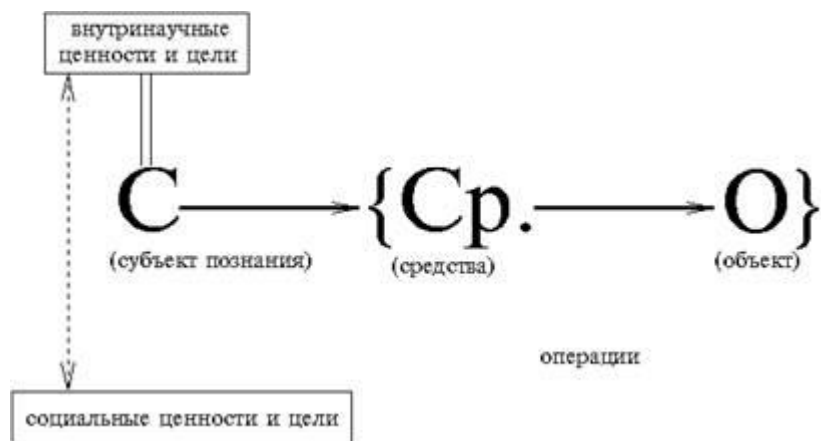 внутринаучные
ценности и цели
С {Ср. О}
(субъект познания) (средства) (объект)
операции
социальные ценности и цели